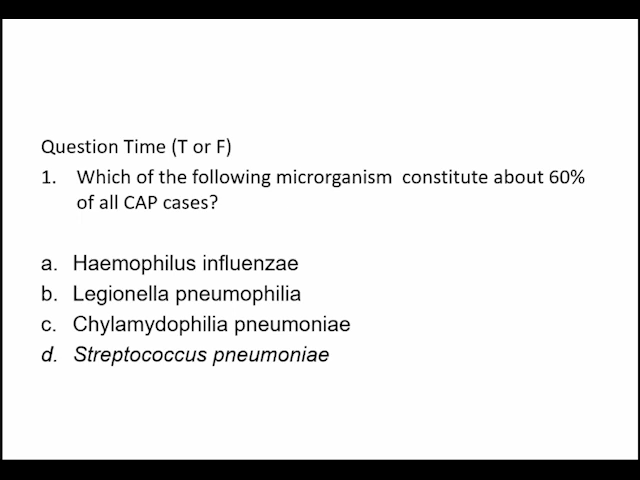 Question Time (T or F)
1. Which of the following microrganism constitute about 60%
of all CAP cases?
a. Haemophilus influenzae
b. Legionella pneumophilia
c. Chylamydophilia pneumoniae
d. Streptococcus pneumoniae